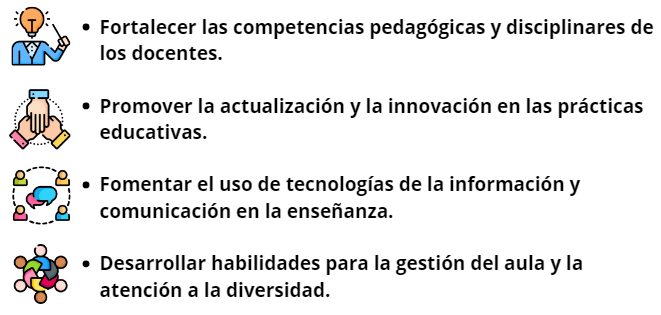 • Fortalecer las competencias pedagógicas y disciplinares de
los docentes.
• Promover la actualización y la innovación en las prácticas
educativas.
• Fomentar el uso de tecnologías de la información y
comunicación en la enseñanza.
• Desarrollar habilidades para la gestión del aula y la
atención a la diversidad.